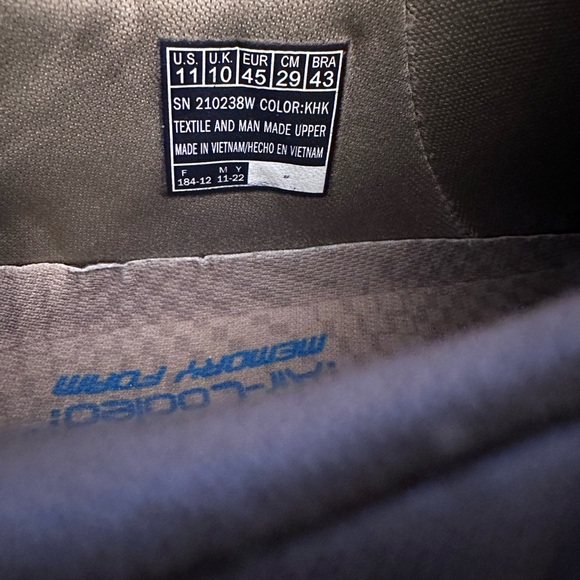 U.S. U.K. EUR CM BRA
11 10 45 29 43
SN 210238W COLOR:KHK
TEXTILE AND MAN MADE UPPER
MADE IN VIETNAM/HECHO EN VIETNAM
F M Y
184-12 11-22
Air-Cooled
MEMORY FOAM